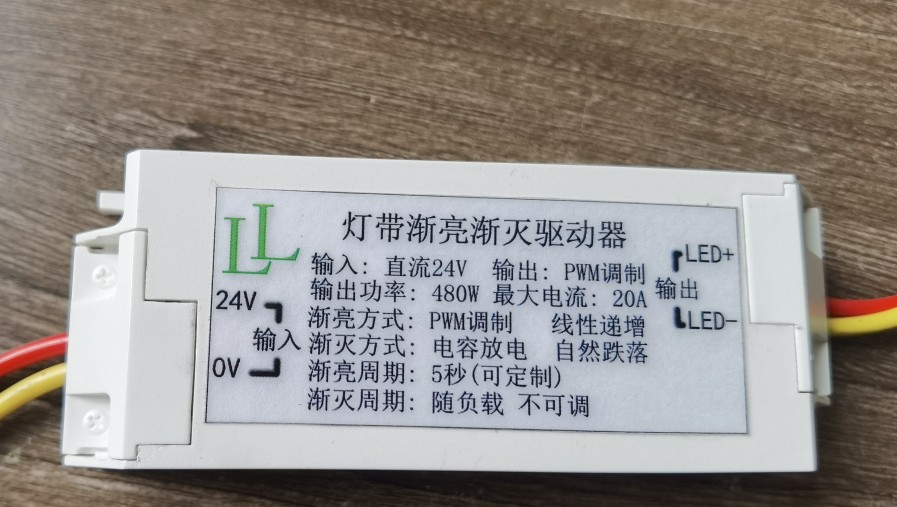 LL
灯带渐亮渐灭驱动器
输入: 直流24V 输出: PWM调制
输出功率: 480W 最大电流: 20A
渐亮方式: PWM调制 线性递增
渐灭方式: 电容放电 自然跌落
渐亮周期: 5秒(可定制)
渐灭周期: 随负载 不可调
24V
输入
0V
LED+
输出
LED-